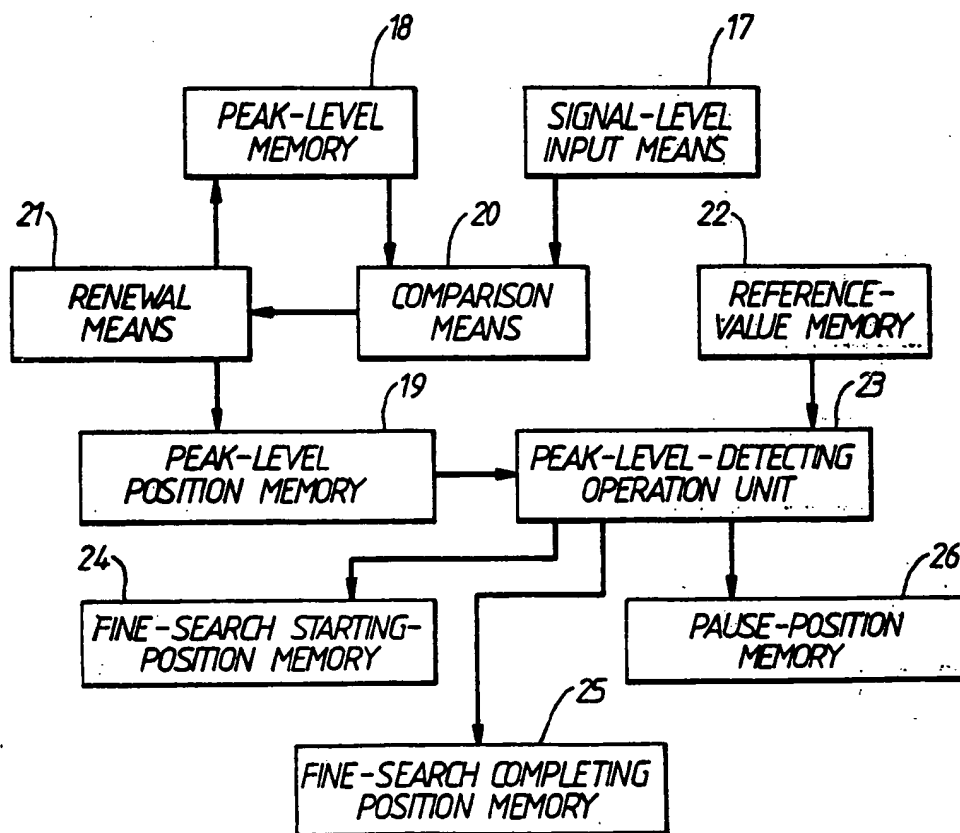 18
17
PEAK-LEVEL
MEMORY
SIGNAL-LEVEL
INPUT MEANS
21
20
22
RENEWAL
MEANS
COMPARISON
MEANS
REFERENCE-
VALUE MEMORY
19
23
PEAK-LEVEL
POSITION MEMORY
PEAK-LEVEL-DETECTING
OPERATION UNIT
24
26
FINE-SEARCH STARTING-
POSITION MEMORY
PAUSE-POSITION
MEMORY
25
FINE-SEARCH COMPLETING
POSITION MEMORY